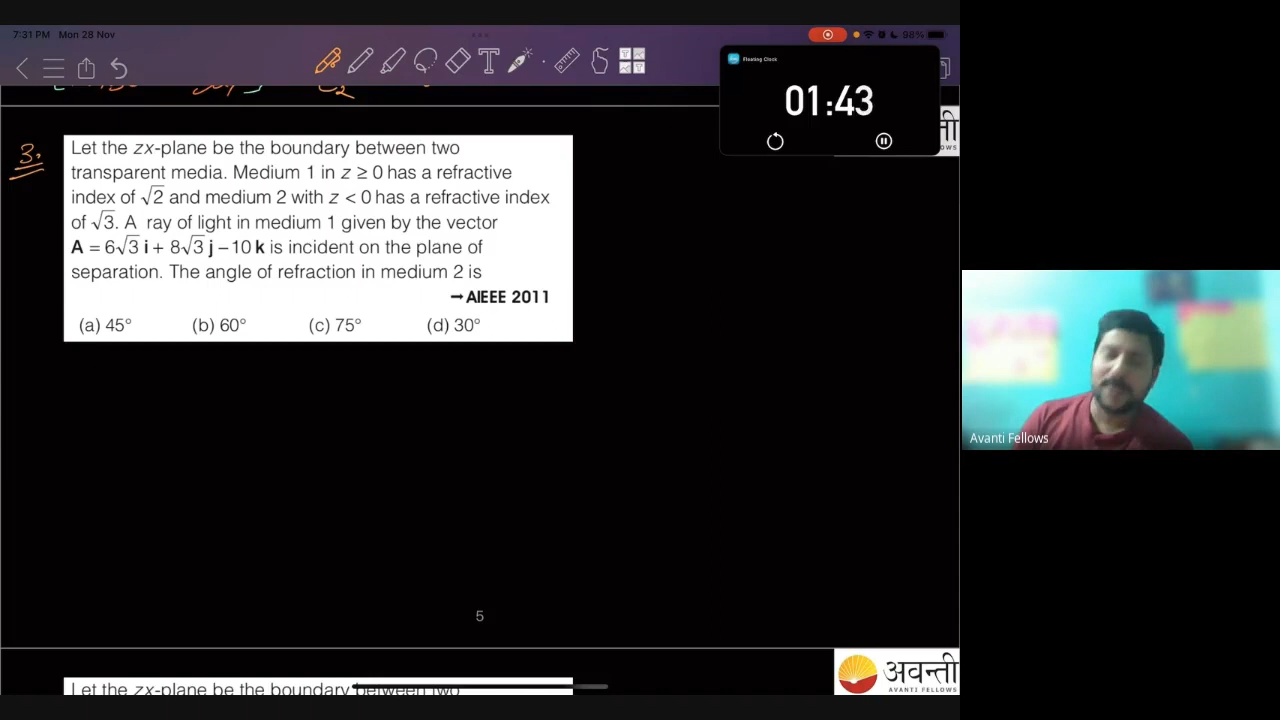 7:31 PM Mon 28 Nov
98%
Floating Clock
01:43
3.
Let the zx-plane be the boundary between two
transparent media. Medium 1 in z ≥ 0 has a refractive
index of √2 and medium 2 with z < 0 has a refractive index
of √3. A ray of light in medium 1 given by the vector
A = 6√3 i + 8√3 j – 10 k is incident on the plane of
separation. The angle of refraction in medium 2 is
→ AIEEE 2011
(a) 45° (b) 60° (c) 75° (d) 30°
Avanti Fellows
5
Let the zx-plane be the boundary between two
अवन्ती
AVANTI FELLOWS